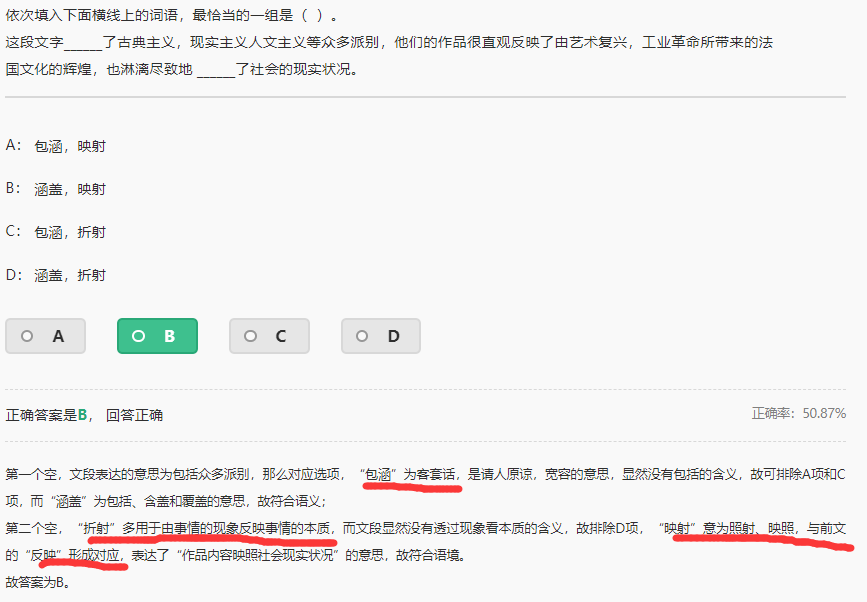 依次填入下面横线上的词语，最恰当的一组是（ ）。
这段文字______了古典主义，现实主义人文主义等众多派别，他们的作品很直观反映了由艺术复兴，工业革命所带来的法
国文化的辉煌，也淋漓尽致地 ______了社会的现实状况。
A： 包涵，映射
B： 涵盖，映射
C： 包涵，折射
D： 涵盖，折射
A B C D
正确答案是B， 回答正确 正确率：50.87%
第一个空，文段表达的意思为包括众多派别，那么对应选项，“包涵”为客套话，是请人原谅，宽容的意思，显然没有包括的含义，故可排除A项和C
项，而“涵盖”为包括、含盖和覆盖的意思，故符合语义；
第二个空，“折射”多用于由事情的现象反映事情的本质，而文段显然没有透过现象看本质的含义，故排除D项，“映射”意为照射、映照，与前文
的“反映”形成对应，表达了“作品内容映照社会现实状况”的意思，故符合语境。
故答案为B。